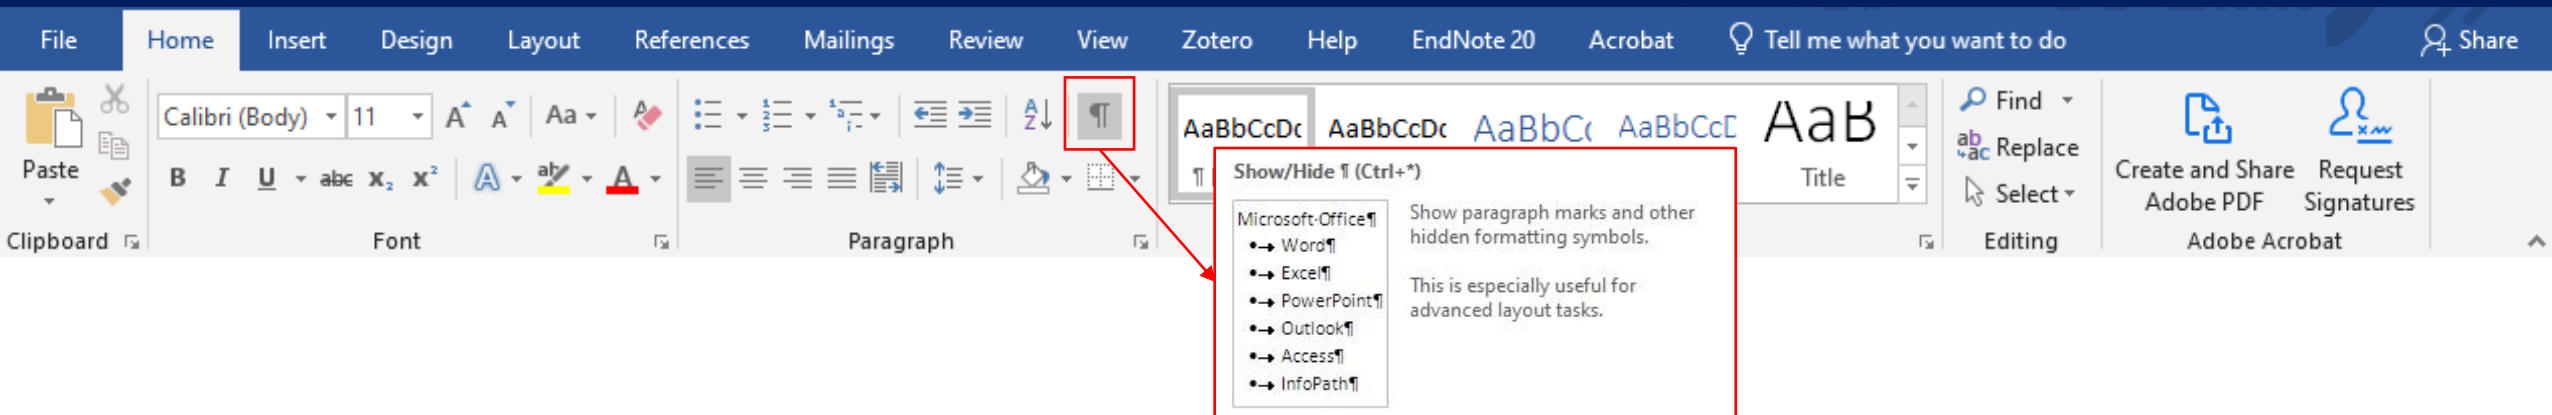 File Home Insert Design Layout References Mailings Review View Zotero Help EndNote 20 Acrobat Tell me what you want to do Share
Calibri (Body) 11 A A Aa A
Paste
B I U abc x₂ x² A ab A
Clipboard
Font
Paragraph
AaBbCcDc AaBbCcDc AaBbC AaBbCcD AaB
¶
Title
Show/Hide ¶ (Ctrl+*)
Microsoft·Office¶
•→ Word¶
•→ Excel¶
•→ PowerPoint¶
•→ Outlook¶
•→ Access¶
•→ InfoPath¶
Show paragraph marks and other
hidden formatting symbols.
This is especially useful for
advanced layout tasks.
Find
Replace
Select
Editing
Create and Share
Adobe PDF
Request
Signatures
Adobe Acrobat